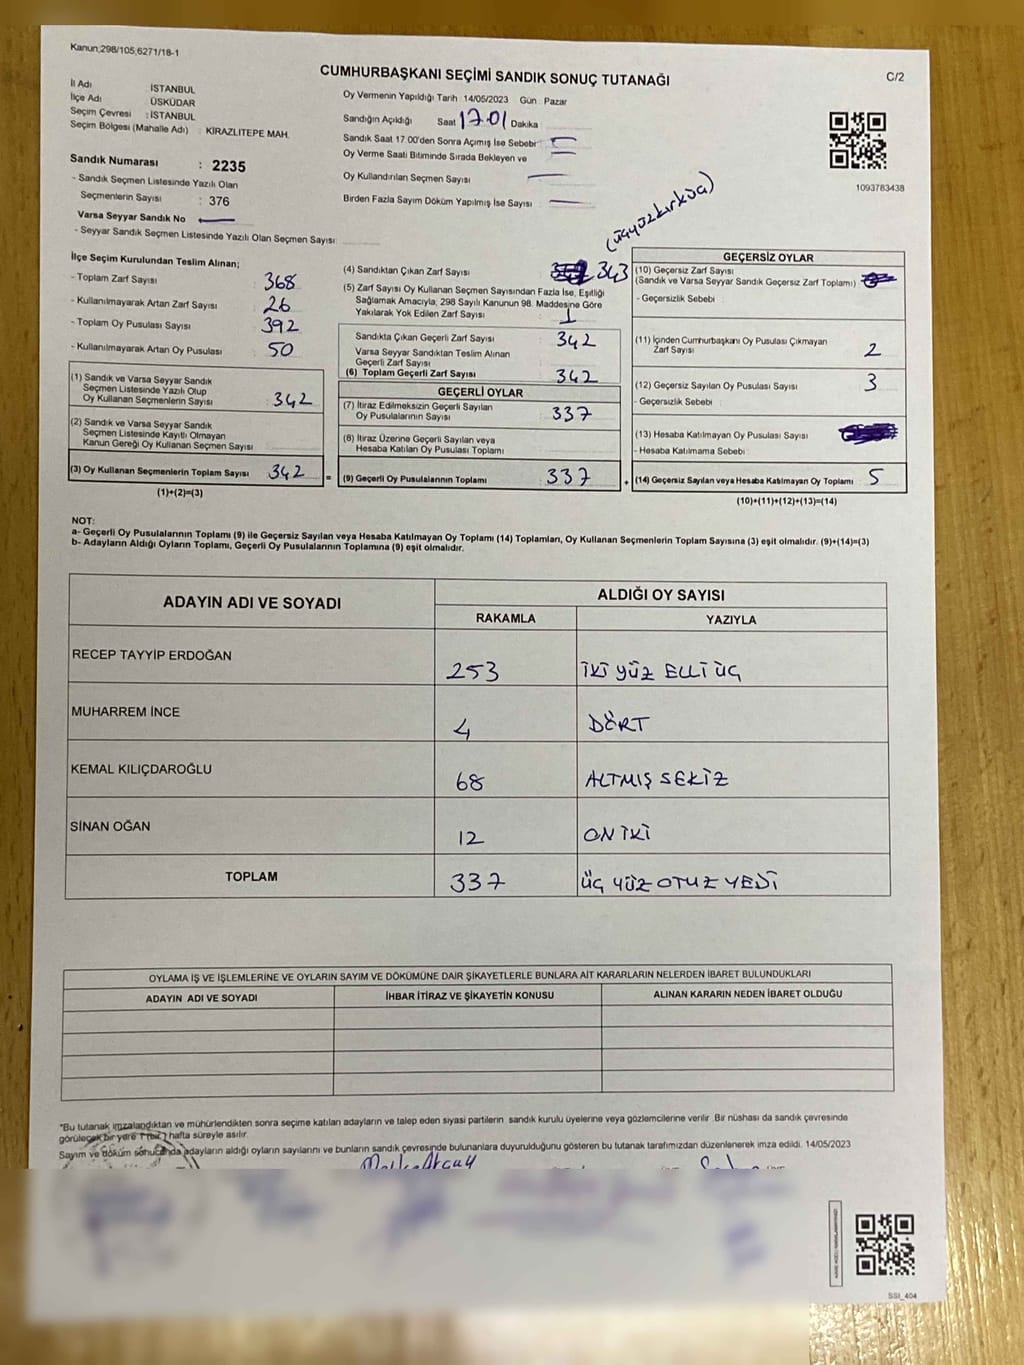 Kanun;298/105,6271/18-1
CUMHURBAŞKANI SEÇİMİ SANDIK SONUÇ TUTANAĞI
C/2
İl Adı İSTANBUL
İlçe Adı ÜSKÜDAR
Seçim Çevresi : İSTANBUL
Seçim Bölgesi (Mahalle Adı) : KİRAZLITEPE MAH.
Sandık Numarası : 2235
- Sandık Seçmen Listesinde Yazılı Olan
Seçmenlerin Sayısı : 376
Varsa Seyyar Sandık No
- Seyyar Sandık Seçmen Listesinde Yazılı Olan Seçmen Sayısı:
Oy Vermenin Yapıldığı Tarih : 14/05/2023 Gün : Pazar
Sandığın Açıldığı Saat 17.01 Dakika
Sandık Saat 17.00'den Sonra Açımış İse Sebebi
Oy Verme Saati Bitiminde Sırada Bekleyen ve
Oy Kullandırılan Seçmen Sayısı
Birden Fazla Sayım Döküm Yapılmış İse Sayısı
1093783438
İlçe Seçim Kurulundan Teslim Alınan;
- Toplam Zarf Sayısı 368
- Kullanılmayarak Artan Zarf Sayısı 26
- Toplam Oy Pusulası Sayısı 392
- Kullanılmayarak Artan Oy Pusulası 50
(1) Sandık ve Varsa Seyyar Sandık
Seçmen Listesinde Yazılı Olup
Oy Kullanan Seçmenlerin Sayısı 342
(2) Sandık ve Varsa Seyyar Sandık
Seçmen Listesinde Kayıtlı Olmayan
Kanun Gereği Oy Kullanan Seçmen Sayısı
(3) Oy Kullanan Seçmenlerin Toplam Sayısı 342
(1)+(2)=(3)
(üçyüzkırküç)
(4) Sandıktan Çıkan Zarf Sayısı 343
(5) Zarf Sayısı Oy Kullanan Seçmen Sayısından Fazla İse, Eşitliği
Sağlamak Amacıyla, 298 Sayılı Kanunun 98. Maddesine Göre
Yakılarak Yok Edilen Zarf Sayısı 1
Sandıkta Çıkan Geçerli Zarf Sayısı 342
Varsa Seyyar Sandıktan Teslim Alınan
Geçerli Zarf Sayısı
(6) Toplam Geçerli Zarf Sayısı 342
GEÇERLİ OYLAR
(7) İtiraz Edilmeksizin Geçerli Sayılan
Oy Pusulalarının Sayısı 337
(8) İtiraz Üzerine Geçerli Sayılan veya
Hesaba Katılan Oy Pusulası Toplamı
= (9) Geçerli Oy Pusulalarının Toplamı 337
GEÇERSİZ OYLAR
(10) Geçersiz Zarf Sayısı
(Sandık ve Varsa Seyyar Sandık Geçersiz Zarf Toplamı)
- Geçersizlik Sebebi
(11) İçinden Cumhurbaşkanı Oy Pusulası Çıkmayan
Zarf Sayısı 2
(12) Geçersiz Sayılan Oy Pusulası Sayısı 3
- Geçersizlik Sebebi
(13) Hesaba Katılmayan Oy Pusulası Sayısı
- Hesaba Katılmama Sebebi
+ (14) Geçersiz Sayılan veya Hesaba Katılmayan Oy Toplamı 5
(10)+(11)+(12)+(13)=(14)
NOT:
a- Geçerli Oy Pusulalarının Toplamı (9) ile Geçersiz Sayılan veya Hesaba Katılmayan Oy Toplamı (14) Toplamları, Oy Kullanan Seçmenlerin Toplam Sayısına (3) eşit olmalıdır. (9)+(14)=(3)
b- Adayların Aldığı Oyların Toplamı, Geçerli Oy Pusulalarının Toplamına (9) eşit olmalıdır.
ADAYIN ADI VE SOYADI ALDIĞI OY SAYISI
RAKAMLA YAZIYLA
RECEP TAYYİP ERDOĞAN 253 İKİ YÜZ ELLİ ÜÇ
MUHARREM İNCE 4 DÖRT
KEMAL KILIÇDAROĞLU 68 ALTMIŞ SEKİZ
SİNAN OĞAN 12 ON İKİ
TOPLAM 337 ÜÇ YÜZ OTUZ YEDİ
OYLAMA İŞ VE İŞLEMLERİNE VE OYLARIN SAYIM VE DÖKÜMÜNE DAİR ŞİKAYETLERLE BUNLARA AİT KARARLARIN NELERDEN İBARET BULUNDUKLARI
ADAYIN ADI VE SOYADI İHBAR İTİRAZ VE ŞİKAYETİN KONUSU ALINAN KARARIN NEDEN İBARET OLDUĞU
"Bu tutanak imzalandıktan ve mühürlendikten sonra seçime katılan adayların ve talep eden siyasi partilerin sandık kurulu üyelerine veya gözlemcilerine verilir. Bir nüshası da sandık çevresinde
görülecek bir yere 1 (bir) hafta süreyle asılır.
Sayım ve döküm sonucunda adayların aldığı oyların sayılarını ve bunların sandık çevresinde bulunanlara duyurulduğunu gösteren bu tutanak tarafımızdan düzenlenerek imza edildi. 14/05/2023
SSI_404